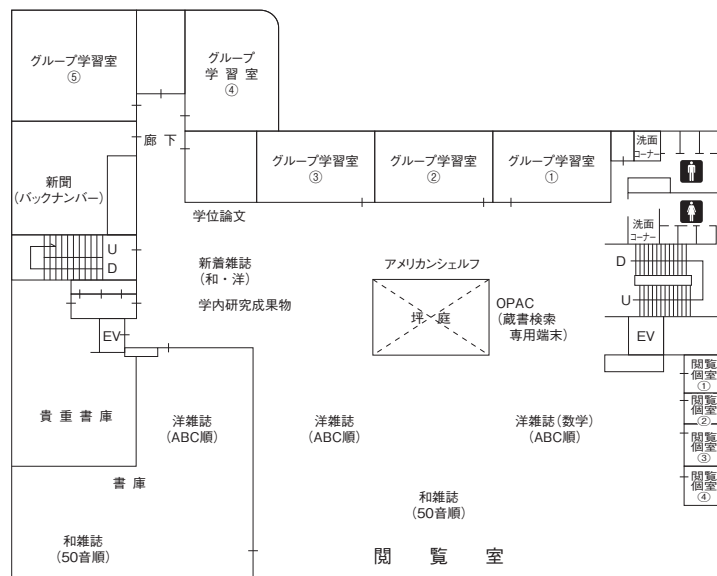 グループ学習室
⑤
グループ
学習室
④
廊下
新聞
(バックナンバー)
グループ学習室
③
グループ学習室
②
グループ学習室
①
洗面
コーナー
洗面
コーナー
学位論文
U
D
新着雑誌
(和・洋)
学内研究成果物
アメリカンシェルフ
坪庭
OPAC
(蔵書検索
専用端末)
D
U
EV
EV
閲覧
個室
①
閲覧
個室
②
閲覧
個室
③
閲覧
個室
④
貴重書庫
洋雑誌
(ABC順)
洋雑誌
(ABC順)
洋雑誌(数学)
(ABC順)
書庫
和雑誌
(50音順)
和雑誌
(50音順)
閲覧室